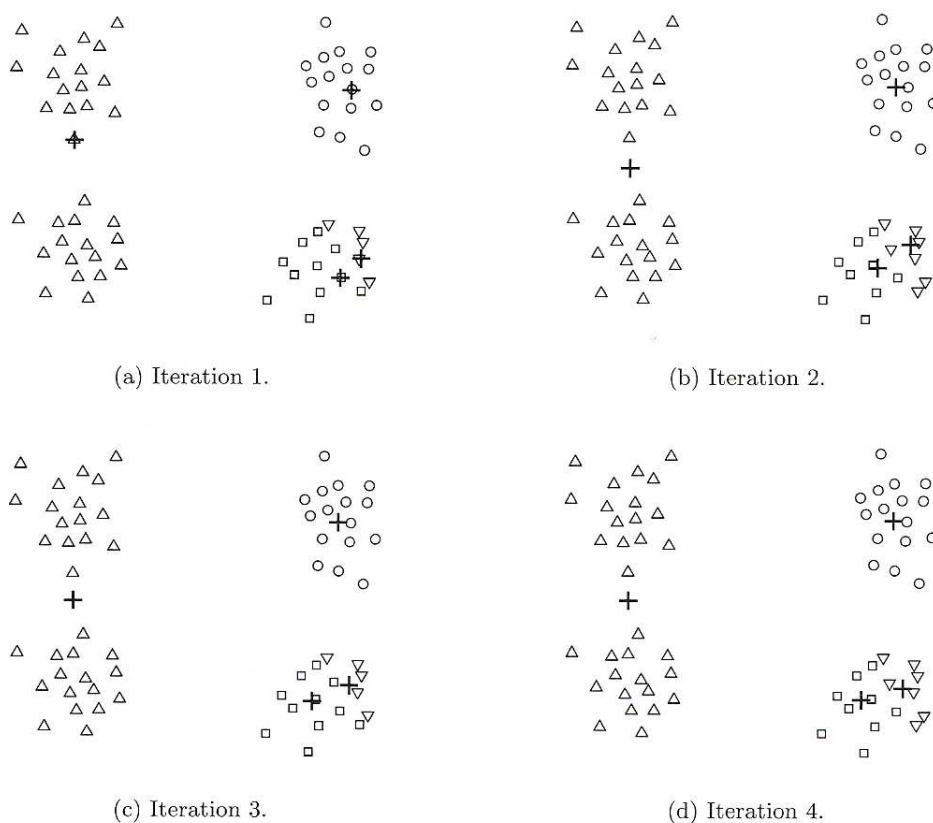 (a) Iteration 1.
(b) Iteration 2.
(c) Iteration 3.
(d) Iteration 4.